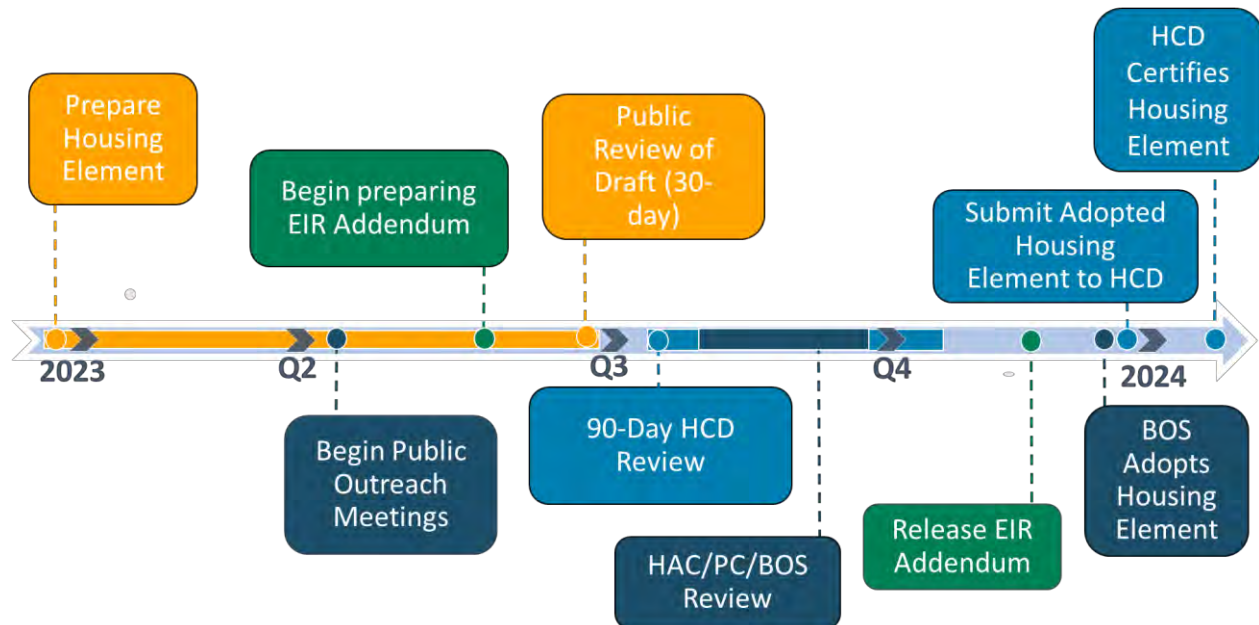 Prepare
Housing
Element
Begin preparing
EIR Addendum
Public
Review of
Draft (30-
day)
HCD
Certifies
Housing
Element
Submit Adopted
Housing
Element to HCD
2023
Q2
Q3
Q4
2024
Begin Public
Outreach
Meetings
90-Day HCD
Review
HAC/PC/BOS
Review
Release EIR
Addendum
BOS
Adopts
Housing
Element